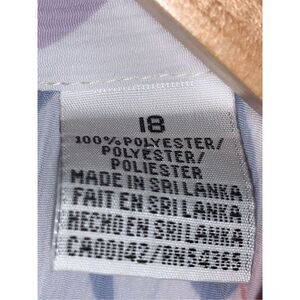 18
100% POLYESTER/
POLYESTER/
POLIESTER
MADE IN SRI LANKA
FAIT EN SRI LANKA
HECHO EN SRI LANKA
CA00142/RN54365